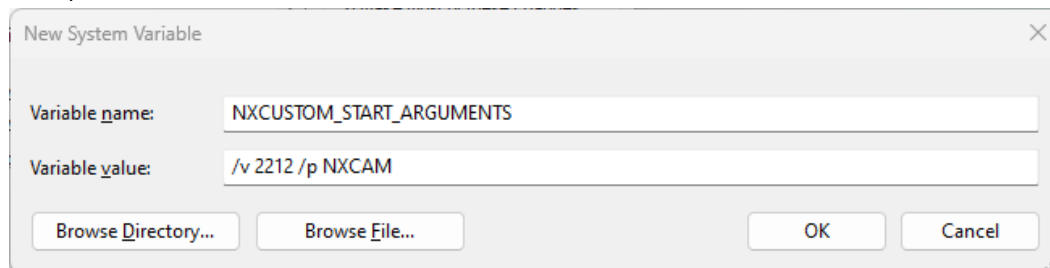 New System Variable
Variable name: NXCUSTOM_START_ARGUMENTS
Variable value: /v 2212 /p NXCAM
Browse Directory... Browse File... OK Cancel